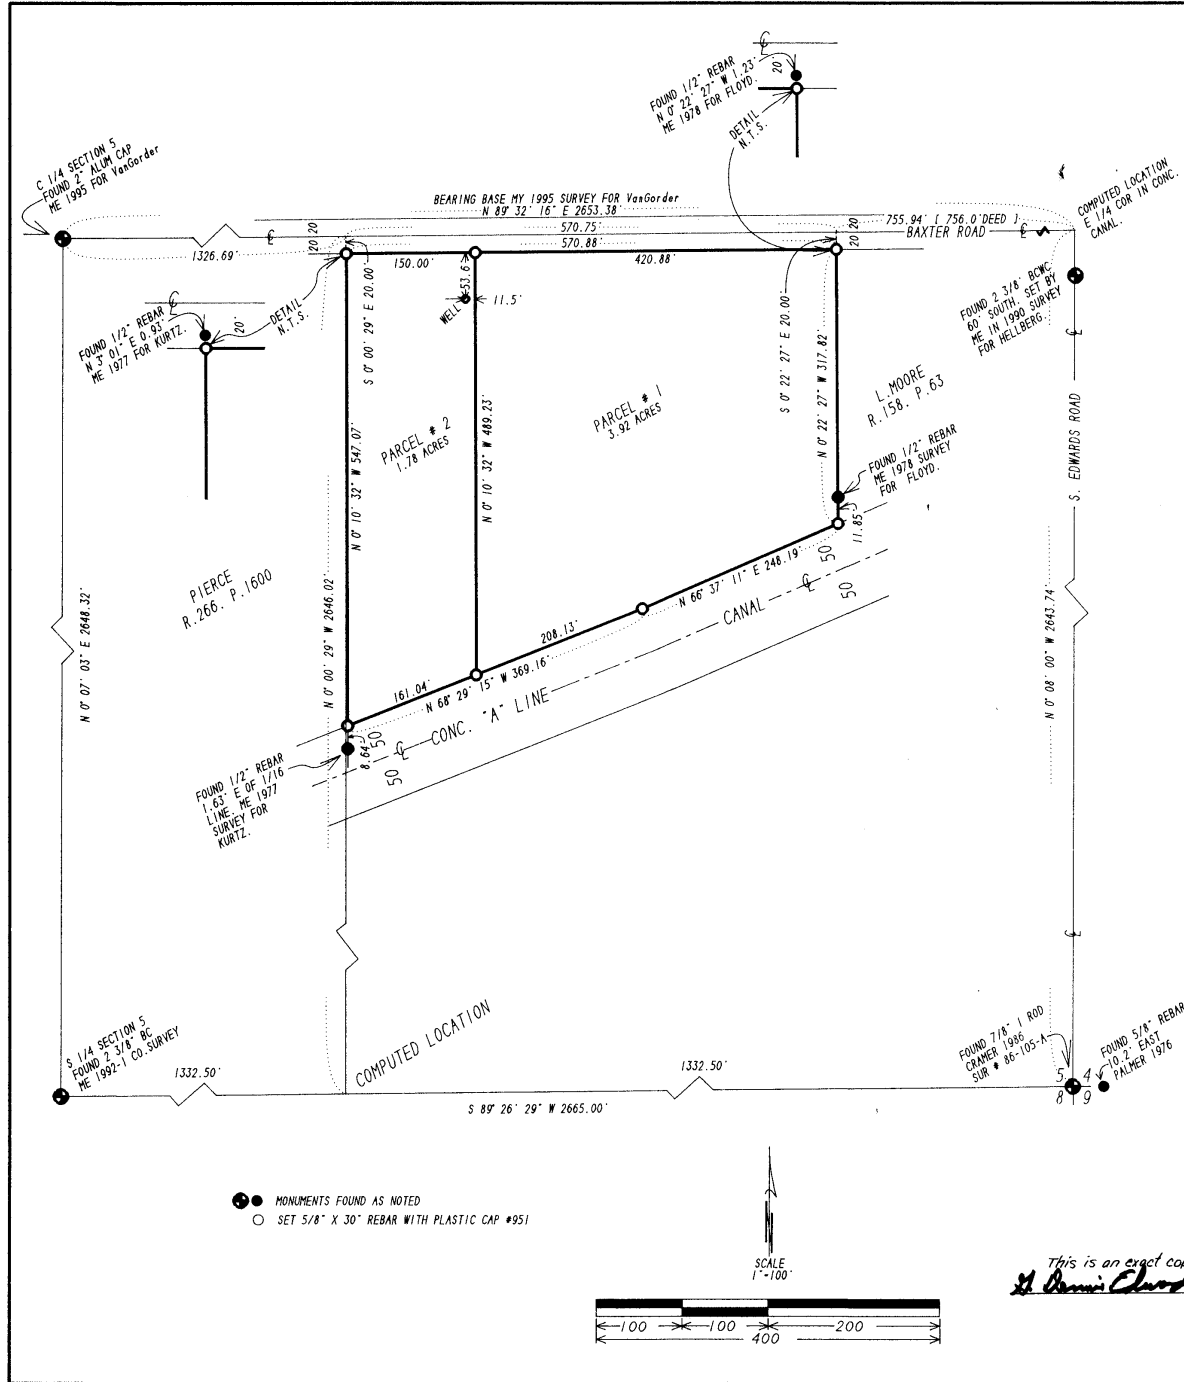 FOUND 1/2" REBAR
N 0° 22' 27" W 1.23'
ME 1978 FOR FLOYD.
20'
DETAIL
N.T.S.
C 1/4 SECTION 5
FOUND 2" ALUM CAP
ME 1995 FOR VanGorder
BEARING BASE MY 1995 SURVEY FOR VanGorder
N 89° 32' 16" E 2653.38'
755.94' [ 756.0'DEED ]
BAXTER ROAD
COMPUTED LOCATION
E 1/4 COR IN CONC.
CANAL.
1326.69'
20' 20'
570.75'
570.88'
20' 20'
150.00'
420.88'
S 0° 00' 29" E 20.00'
53.6'
11.5'
WELL
S 0° 22' 27" E 20.00'
N 0° 22' 27" W 317.82'
FOUND 2 3/8" BCWC
60' SOUTH. SET BY
ME IN 1990 SURVEY
FOR HELLBERG.
FOUND 1/2" REBAR
N 3° 01' E 0.93'
ME 1977 FOR KURTZ.
20'
DETAIL
N.T.S.
PARCEL # 2
1.78 ACRES
PARCEL # 1
3.92 ACRES
L.MOORE
R.158, P.63
S. EDWARDS ROAD
N 0° 10' 32" W 547.07'
N 0° 10' 32" W 489.23'
FOUND 1/2" REBAR
ME 1978 SURVEY
FOR FLOYD.
11.85'
PIERCE
R.266, P.1600
N 0° 07' 03" E 2648.32'
N 0° 00' 29" W 2646.02'
N 0° 08' 00" W 2643.74'
N 66° 37' 11" E 248.19'
50
50
208.13'
161.04'
N 68° 29' 15" W 369.16'
CONC. "A" LINE
CANAL
8.64'
50
50
FOUND 1/2" REBAR
1.63' E OF 1/16
LINE. ME 1977
SURVEY FOR
KURTZ.
S 1/4 SECTION 5
FOUND 2 3/8" BC
ME 1992-1 CO.SURVEY
COMPUTED LOCATION
FOUND 7/8" I ROD
CRAMER 1986
SUR # 86-105-A
FOUND 5/8" REBAR
10.2' EAST
PALMER 1976
5 4
8 9
1332.50'
1332.50'
S 89° 26' 29" W 2665.00'
MONUMENTS FOUND AS NOTED
SET 5/8" X 30" REBAR WITH PLASTIC CAP #951
N
SCALE
1"-100'
100 100 200
400
This is an exact